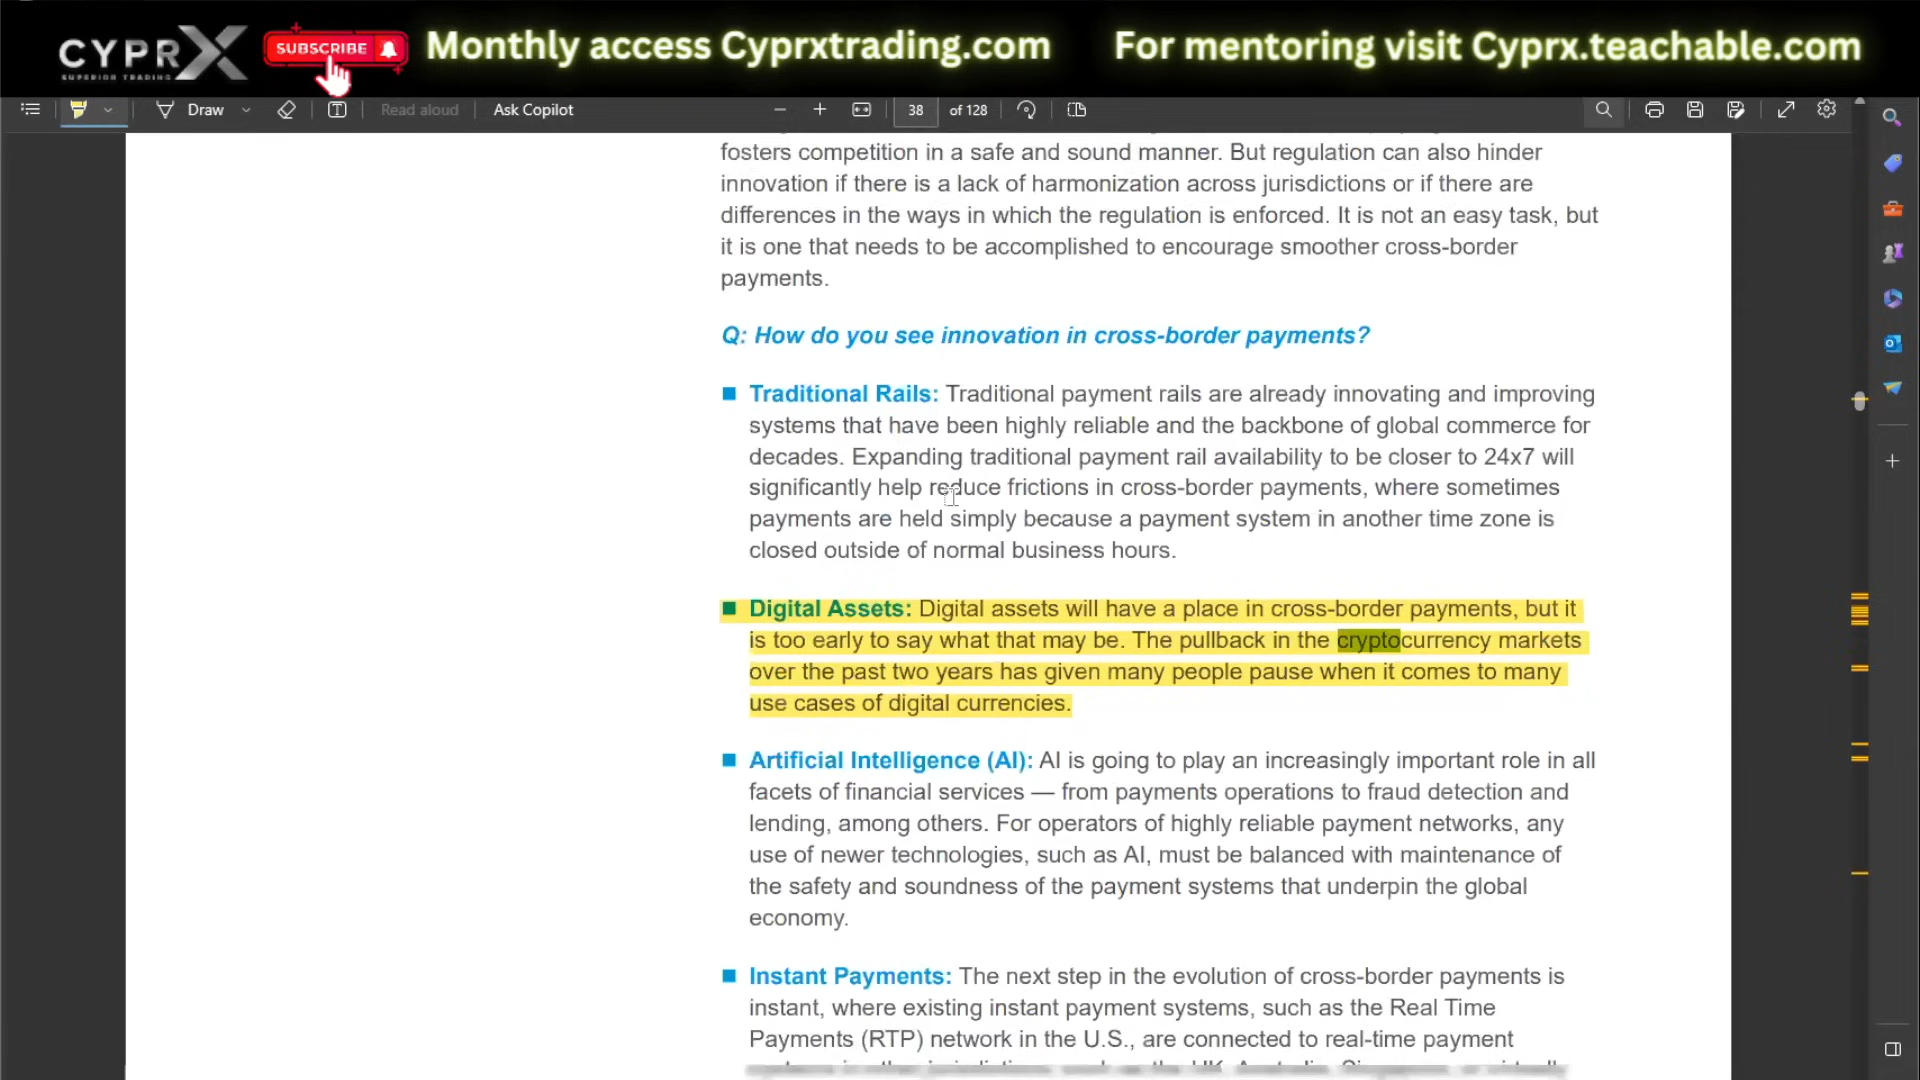 CYPRX
SUPERIOR TRADING
SUBSCRIBE
Monthly access Cyprxtrading.com
For mentoring visit Cyprx.teachable.com
Draw
Read aloud
Ask Copilot
38 of 128
fosters competition in a safe and sound manner. But regulation can also hinder
innovation if there is a lack of harmonization across jurisdictions or if there are
differences in the ways in which the regulation is enforced. It is not an easy task, but
it is one that needs to be accomplished to encourage smoother cross-border
payments.
Q: How do you see innovation in cross-border payments?
Traditional Rails: Traditional payment rails are already innovating and improving
systems that have been highly reliable and the backbone of global commerce for
decades. Expanding traditional payment rail availability to be closer to 24x7 will
significantly help reduce frictions in cross-border payments, where sometimes
payments are held simply because a payment system in another time zone is
closed outside of normal business hours.
Digital Assets: Digital assets will have a place in cross-border payments, but it
is too early to say what that may be. The pullback in the cryptocurrency markets
over the past two years has given many people pause when it comes to many
use cases of digital currencies.
Artificial Intelligence (AI): AI is going to play an increasingly important role in all
facets of financial services — from payments operations to fraud detection and
lending, among others. For operators of highly reliable payment networks, any
use of newer technologies, such as AI, must be balanced with maintenance of
the safety and soundness of the payment systems that underpin the global
economy.
Instant Payments: The next step in the evolution of cross-border payments is
instant, where existing instant payment systems, such as the Real Time
Payments (RTP) network in the U.S., are connected to real-time payment